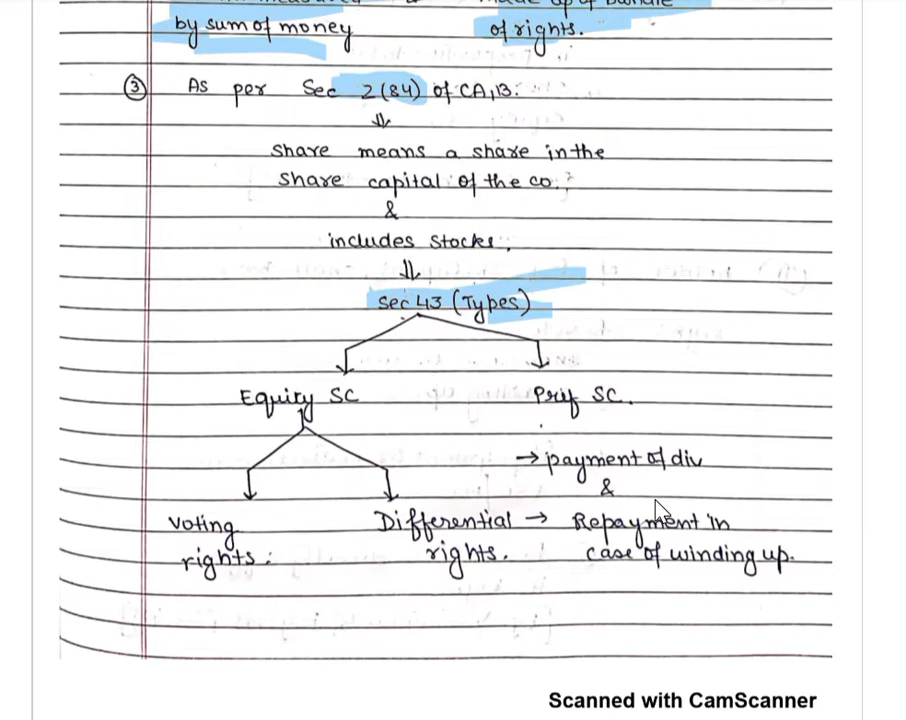 by sum of money of rights.
③ As per Sec 2(84) of CA,13.
⇓
Share means a share in the
Share capital of the co.
&
includes stocks.
⇓
Sec 43 (Types)
Equity SC Pref SC.
→ payment of div
&
Voting Differential → Repayment in
rights. rights. case of winding up.
Scanned with CamScanner